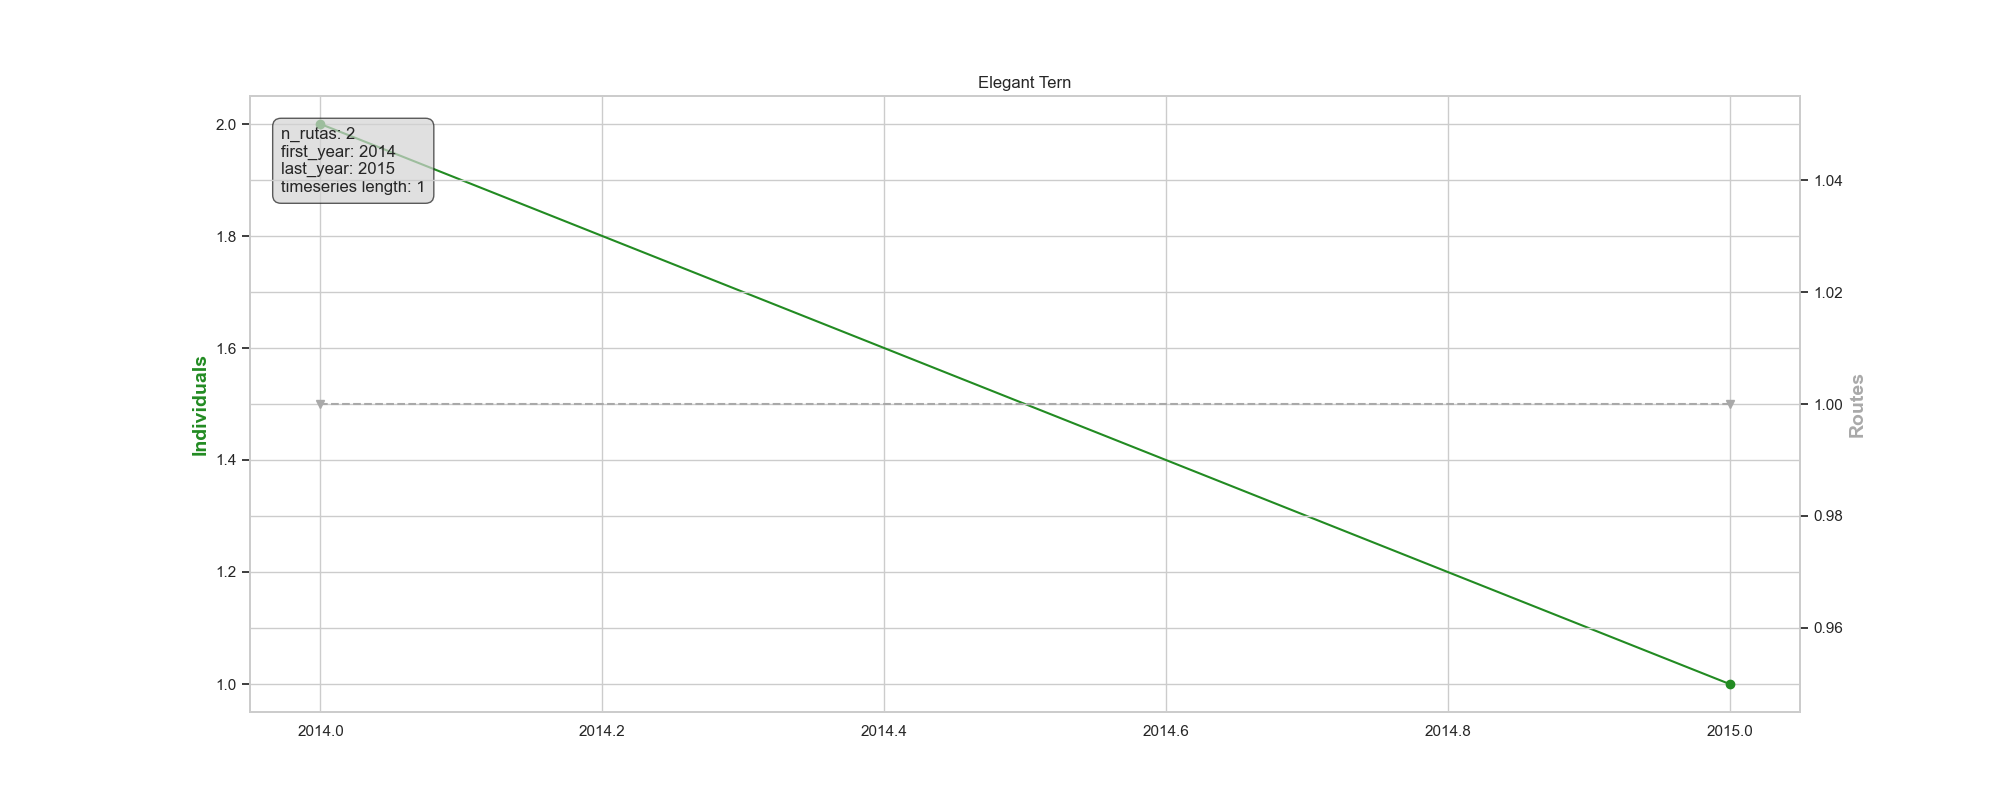 Elegant Tern
n_rutas: 2
first_year: 2014
last_year: 2015
timeseries length: 1
2.0
1.8
1.6
1.4
1.2
1.0
Individuals
1.04
1.02
1.00
0.98
0.96
Routes
2014.0 2014.2 2014.4 2014.6 2014.8 2015.0